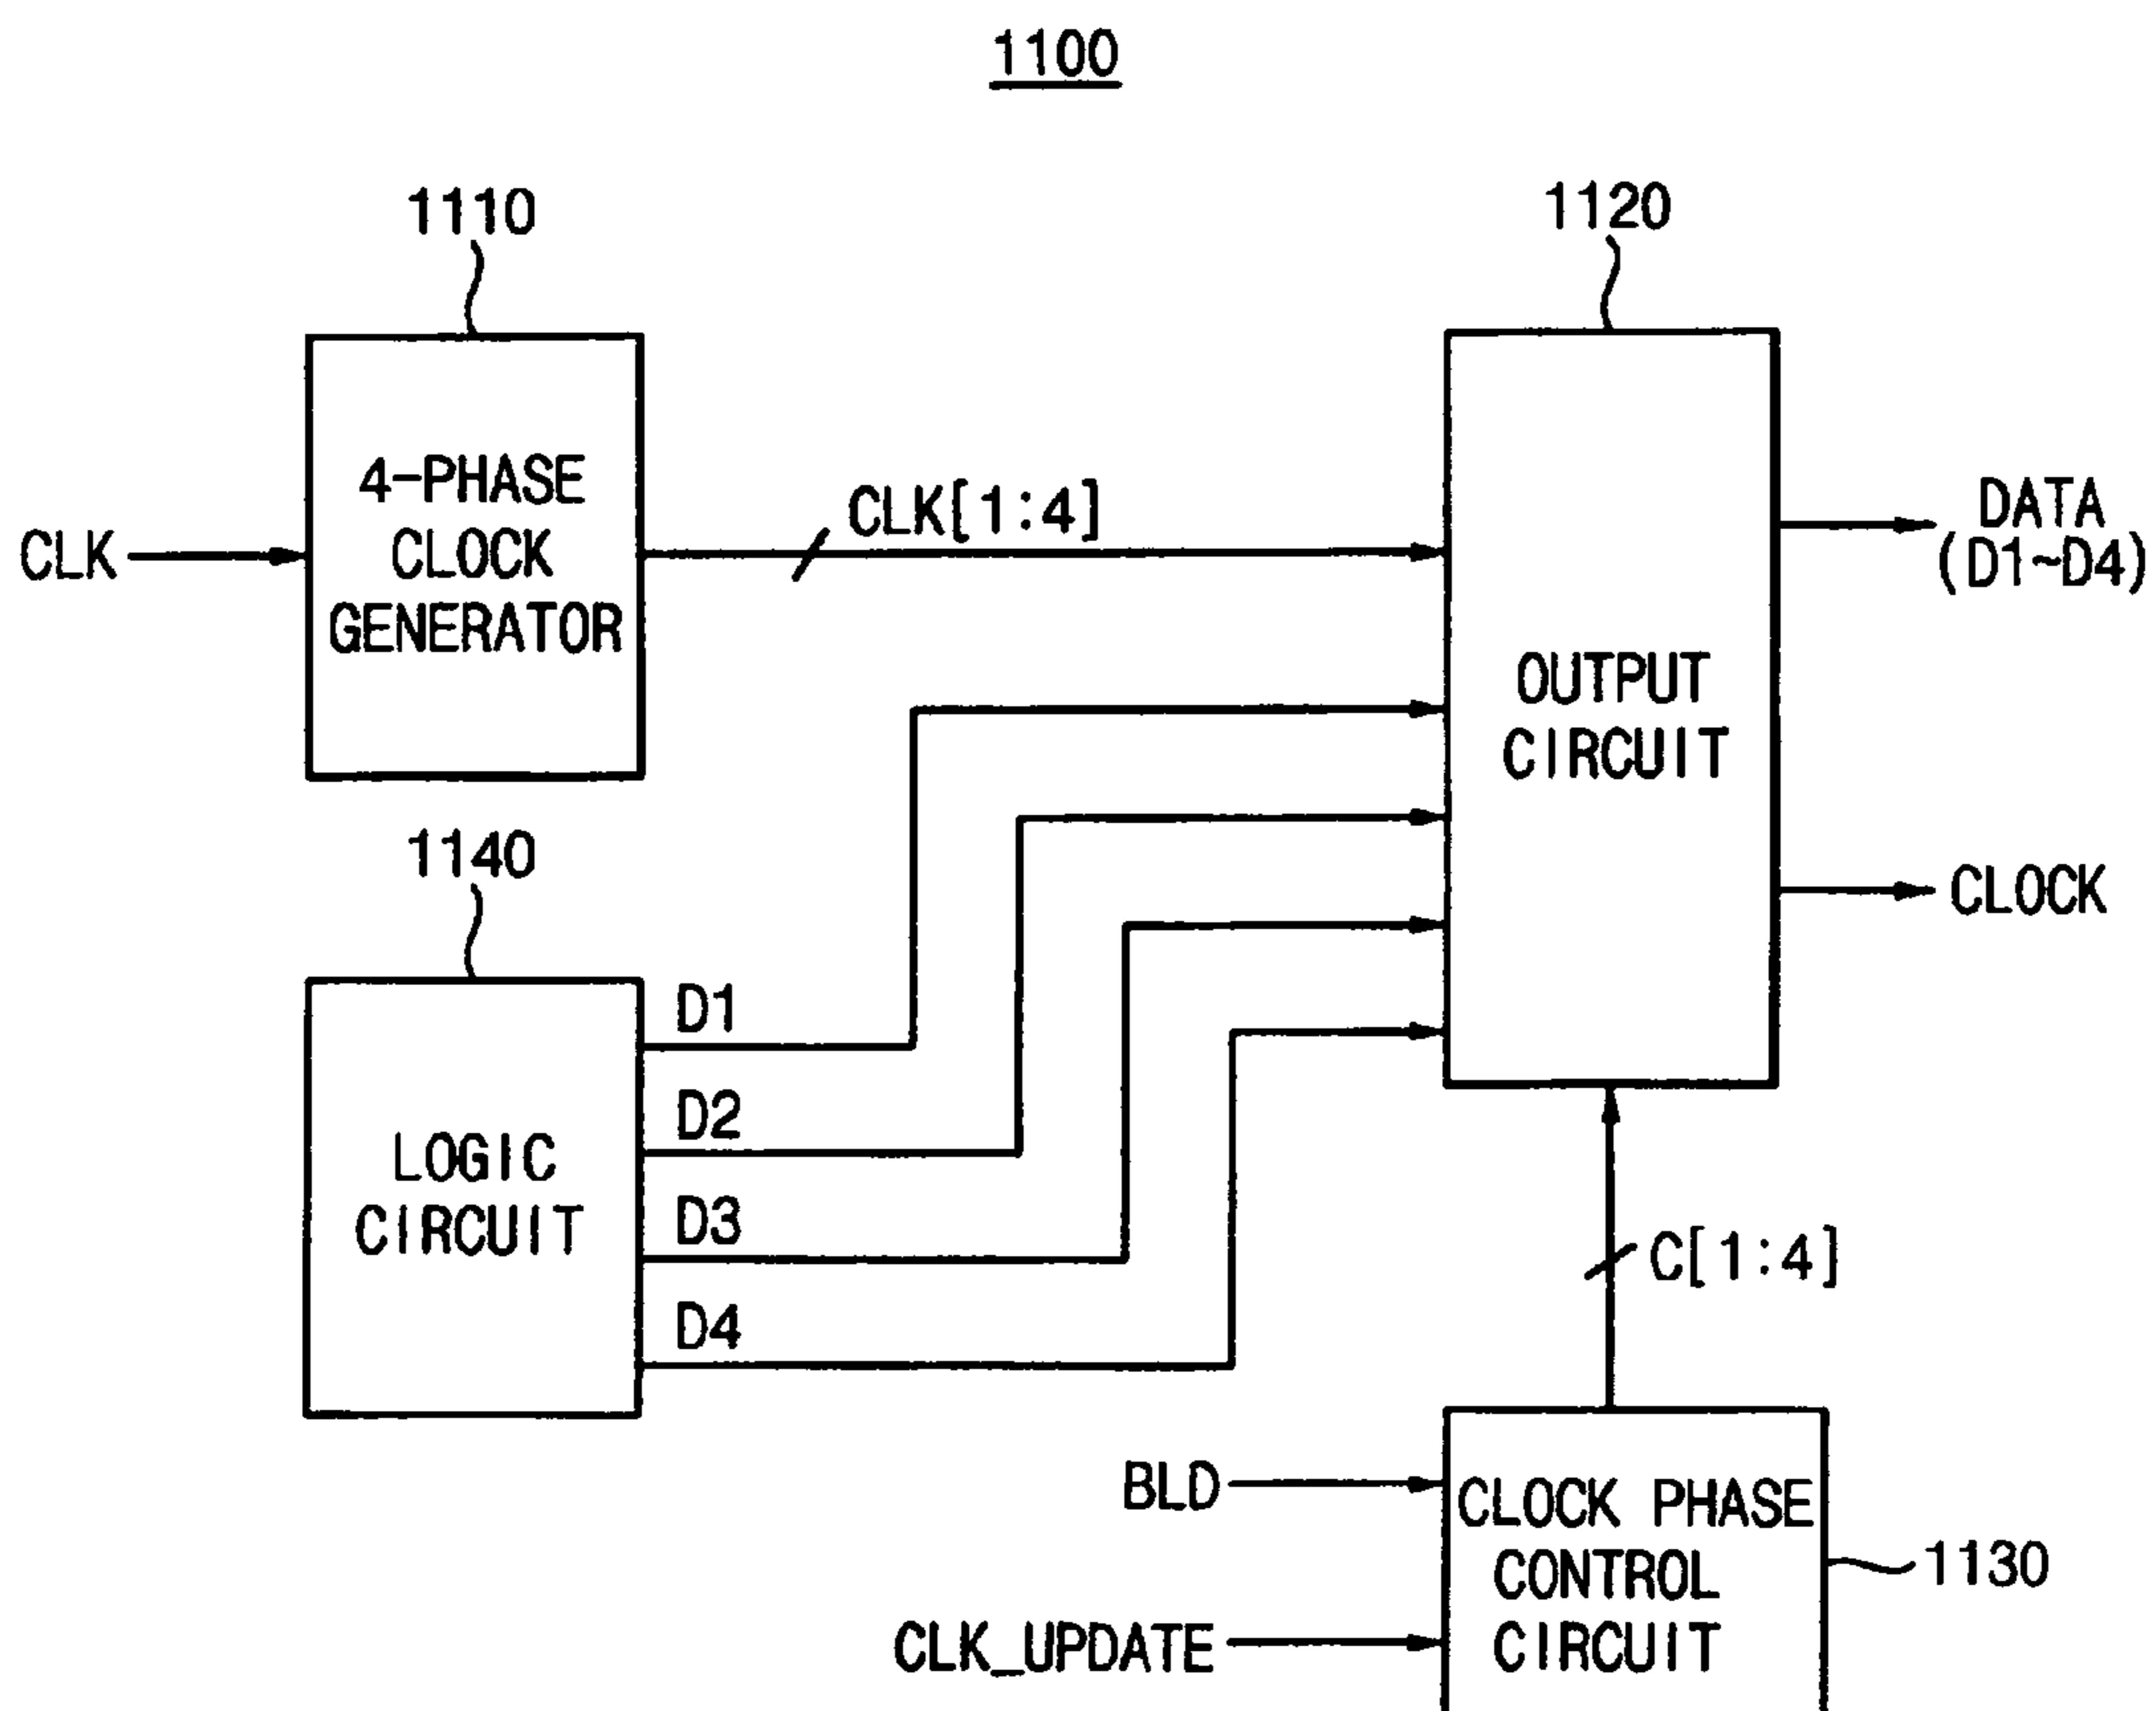 1100
1110
1120
4-PHASE
CLOCK
GENERATOR
CLK
CLK[1:4]
DATA
(D1~D4)
OUTPUT
CIRCUIT
CLOCK
1140
D1
D2
D3
D4
LOGIC
CIRCUIT
C[1:4]
BLD
CLK_UPDATE
CLOCK PHASE
CONTROL
CIRCUIT
1130